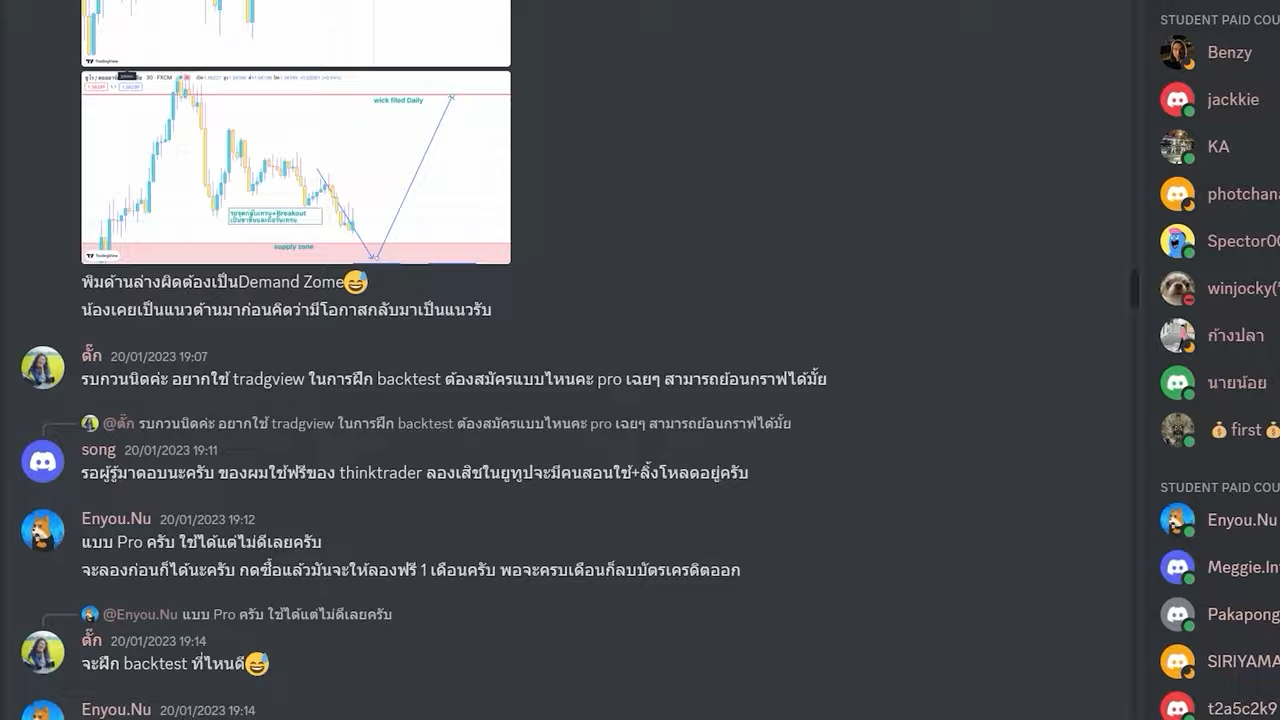 TradingView
30 FXCM
wick filed Daily
รอจุดกลับเทรน+Breakout
supply zone
TradingView
พิมด้านล่างผิดต้องเป็นDemand Zome😅
น้องเคยเป็นแนวต้านมาก่อนคิดว่ามีโอกาสกลับมาเป็นแนวรับ
ตั๊ก 20/01/2023 19:07
รบกวนนิดค่ะ อยากใช้ tradgview ในการฝึก backtest ต้องสมัครแบบไหนคะ pro เฉยๆ สามารถย้อนกราฟได้มั้ย
@ตั๊ก รบกวนนิดค่ะ อยากใช้ tradgview ในการฝึก backtest ต้องสมัครแบบไหนคะ pro เฉยๆ สามารถย้อนกราฟได้มั้ย
song 20/01/2023 19:11
รอผู้รู้มาตอบนะครับ ของผมใช้ฟรีของ thinktrader ลองเสิชในยูทูปจะมีคนสอนใช้+ลิ้งโหลดอยู่ครับ
Enyou.Nu 20/01/2023 19:12
แบบ Pro ครับ ใช้ได้แต่ไม่ดีเลยครับ
จะลองก่อนก็ได้นะครับ กดซื้อแล้วมันจะให้ลองฟรี 1 เดือนครับ พอจะครบเดือนก็ลบบัตรเครดิตออก
@Enyou.Nu แบบ Pro ครับ ใช้ได้แต่ไม่ดีเลยครับ
ตั๊ก 20/01/2023 19:14
จะฝึก backtest ที่ไหนดี😅
Enyou.Nu 20/01/2023 19:14
STUDENT PAID COU
Benzy
jackkie
KA
photchana
winjocky(
ก้างปลา
นายน้อย
💰first💰
STUDENT PAID COU
Enyou.Nu
Meggie.In
Pakapong
SIRIYAMA
t2a5c2k9